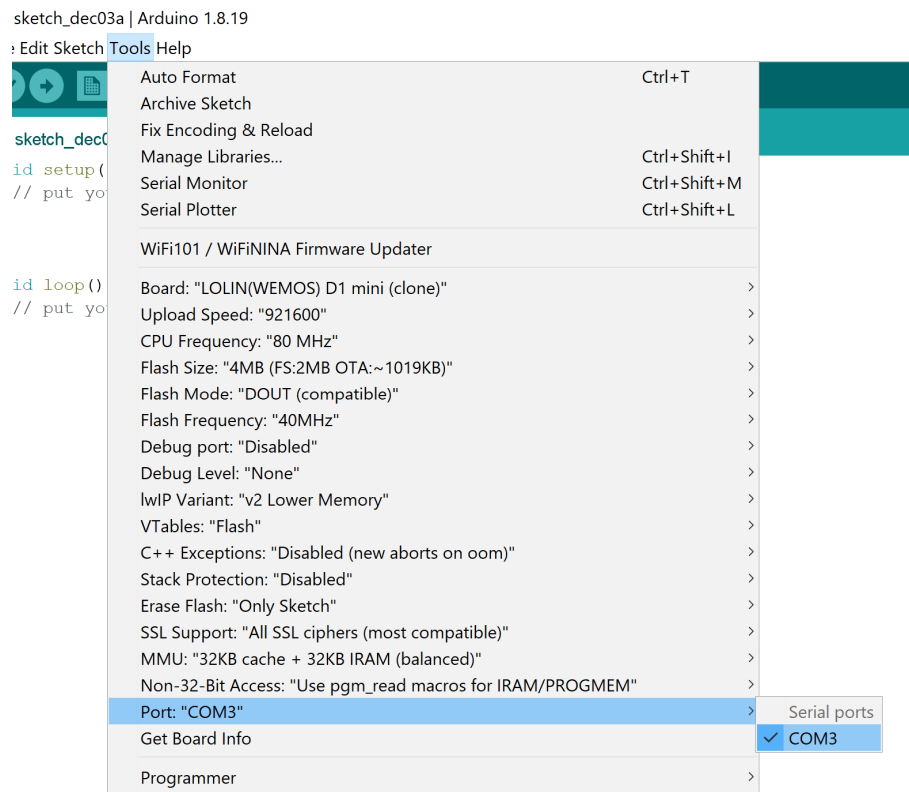 sketch_dec03a | Arduino 1.8.19
Edit Sketch Tools Help
Auto Format Ctrl+T
Archive Sketch
Fix Encoding & Reload
sketch_dec0
Manage Libraries... Ctrl+Shift+I
id setup(
Serial Monitor Ctrl+Shift+M
// put yo
Serial Plotter Ctrl+Shift+L
WiFi101 / WiFiNINA Firmware Updater
id loop()
Board: "LOLIN(WEMOS) D1 mini (clone)"
// put yo
Upload Speed: "921600"
CPU Frequency: "80 MHz"
Flash Size: "4MB (FS:2MB OTA:~1019KB)"
Flash Mode: "DOUT (compatible)"
Flash Frequency: "40MHz"
Debug port: "Disabled"
Debug Level: "None"
lwIP Variant: "v2 Lower Memory"
VTables: "Flash"
C++ Exceptions: "Disabled (new aborts on oom)"
Stack Protection: "Disabled"
Erase Flash: "Only Sketch"
SSL Support: "All SSL ciphers (most compatible)"
MMU: "32KB cache + 32KB IRAM (balanced)"
Non-32-Bit Access: "Use pgm_read macros for IRAM/PROGMEM"
Port: "COM3" Serial ports
Get Board Info COM3
Programmer